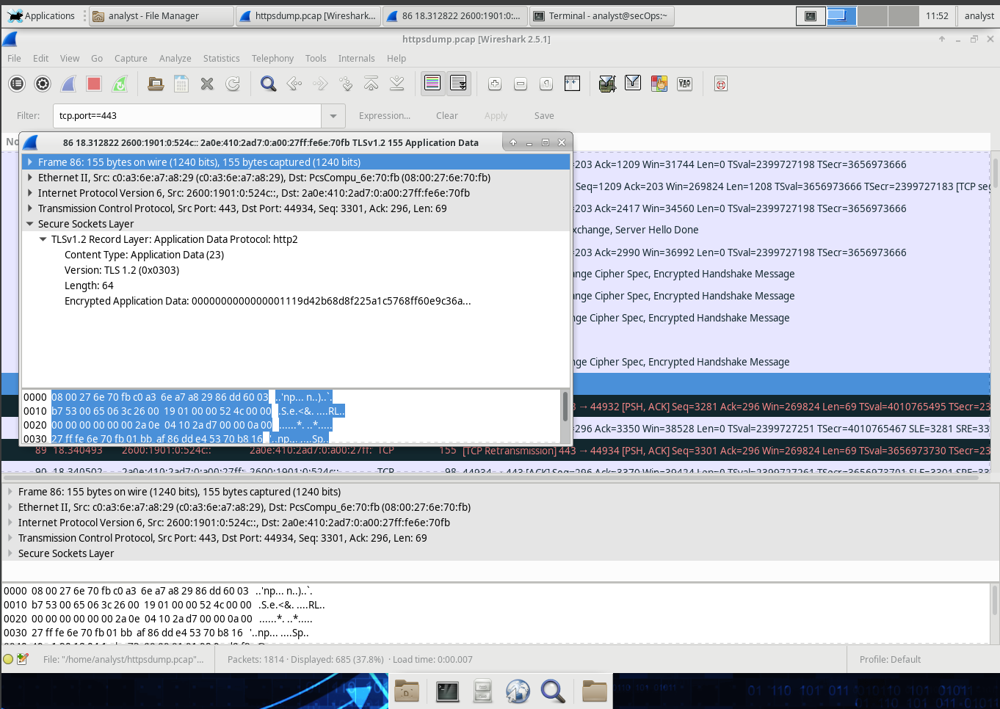 Applications analyst - File Manager httpsdump.pcap [Wireshark... 86 18.312822 2600:1901:0:... Terminal - analyst@secOps:~ 11:52 analyst
httpsdump.pcap [Wireshark 2.5.1]
File Edit View Go Capture Analyze Statistics Telephony Tools Internals Help
Filter: tcp.port==443 Expression... Clear Apply Save
No
86 18.312822 2600:1901:0:524c:: 2a0e:410:2ad7:0:a00:27ff:fe6e:70fb TLSv1.2 155 Application Data
Frame 86: 155 bytes on wire (1240 bits), 155 bytes captured (1240 bits)
Ethernet II, Src: c0:a3:6e:a7:a8:29 (c0:a3:6e:a7:a8:29), Dst: PcsCompu_6e:70:fb (08:00:27:6e:70:fb)
Internet Protocol Version 6, Src: 2600:1901:0:524c::, Dst: 2a0e:410:2ad7:0:a00:27ff:fe6e:70fb
Transmission Control Protocol, Src Port: 443, Dst Port: 44934, Seq: 3301, Ack: 296, Len: 69
Secure Sockets Layer
TLSv1.2 Record Layer: Application Data Protocol: http2
Content Type: Application Data (23)
Version: TLS 1.2 (0x0303)
Length: 64
Encrypted Application Data: 0000000000000001119d42b68d8f225a1c5768ff60e9c36a...
0000 08 00 27 6e 70 fb c0 a3 6e a7 a8 29 86 dd 60 03 ..'np... n..)..`.
0010 b7 53 00 65 06 3c 26 00 19 01 00 00 52 4c 00 00 .S.e.<&. ....RL..
0020 00 00 00 00 00 00 2a 0e 04 10 2a d7 00 00 0a 00 ......*. ..*.....
0030 27 ff fe 6e 70 fb 01 bb af 86 dd e4 53 70 b8 16 '..np... ....Sp..
=203 Ack=1209 Win=31744 Len=0 TSval=2399727198 TSecr=3656973666
Seq=1209 Ack=203 Win=269824 Len=1208 TSval=3656973666 TSecr=2399727183 [TCP seg
=203 Ack=2417 Win=34560 Len=0 TSval=2399727198 TSecr=3656973666
xchange, Server Hello Done
=203 Ack=2990 Win=36992 Len=0 TSval=2399727198 TSecr=3656973666
nge Cipher Spec, Encrypted Handshake Message
nge Cipher Spec, Encrypted Handshake Message
ge Cipher Spec, Encrypted Handshake Message
ge Cipher Spec, Encrypted Handshake Message
3 → 44932 [PSH, ACK] Seq=3281 Ack=296 Win=269824 Len=69 TSval=4010765495 TSecr=23
=296 Ack=3350 Win=38528 Len=0 TSval=2399727251 TSecr=4010765467 SLE=3281 SRE=33
89 18.340493 2600:1901:0:524c:: 2a0e:410:2ad7:0:a00:27ff: TCP 155 [TCP Retransmission] 443 → 44934 [PSH, ACK] Seq=3301 Ack=296 Win=269824 Len=69 TSval=3656973730 TSecr=23
90 18.340502 2a0e:410:2ad7:0:a00:27ff: 2600:1901:0:524c:: TCP 98 44934 → 443 [ACK] Seq=296 Ack=3370 Win=39424 Len=0 TSval=2399727261 TSecr=3656973701 SLE=3301 SRE=33
Frame 86: 155 bytes on wire (1240 bits), 155 bytes captured (1240 bits)
Ethernet II, Src: c0:a3:6e:a7:a8:29 (c0:a3:6e:a7:a8:29), Dst: PcsCompu_6e:70:fb (08:00:27:6e:70:fb)
Internet Protocol Version 6, Src: 2600:1901:0:524c::, Dst: 2a0e:410:2ad7:0:a00:27ff:fe6e:70fb
Transmission Control Protocol, Src Port: 443, Dst Port: 44934, Seq: 3301, Ack: 296, Len: 69
Secure Sockets Layer
0000 08 00 27 6e 70 fb c0 a3 6e a7 a8 29 86 dd 60 03 ..'np... n..)..`.
0010 b7 53 00 65 06 3c 26 00 19 01 00 00 52 4c 00 00 .S.e.<&. ....RL..
0020 00 00 00 00 00 00 2a 0e 04 10 2a d7 00 00 0a 00 ......*. ..*.....
0030 27 ff fe 6e 70 fb 01 bb af 86 dd e4 53 70 b8 16 '..np... ....Sp..
File: "/home/analyst/httpsdump.pcap"... Packets: 1814 · Displayed: 685 (37.8%) · Load time: 0:00.007 Profile: Default